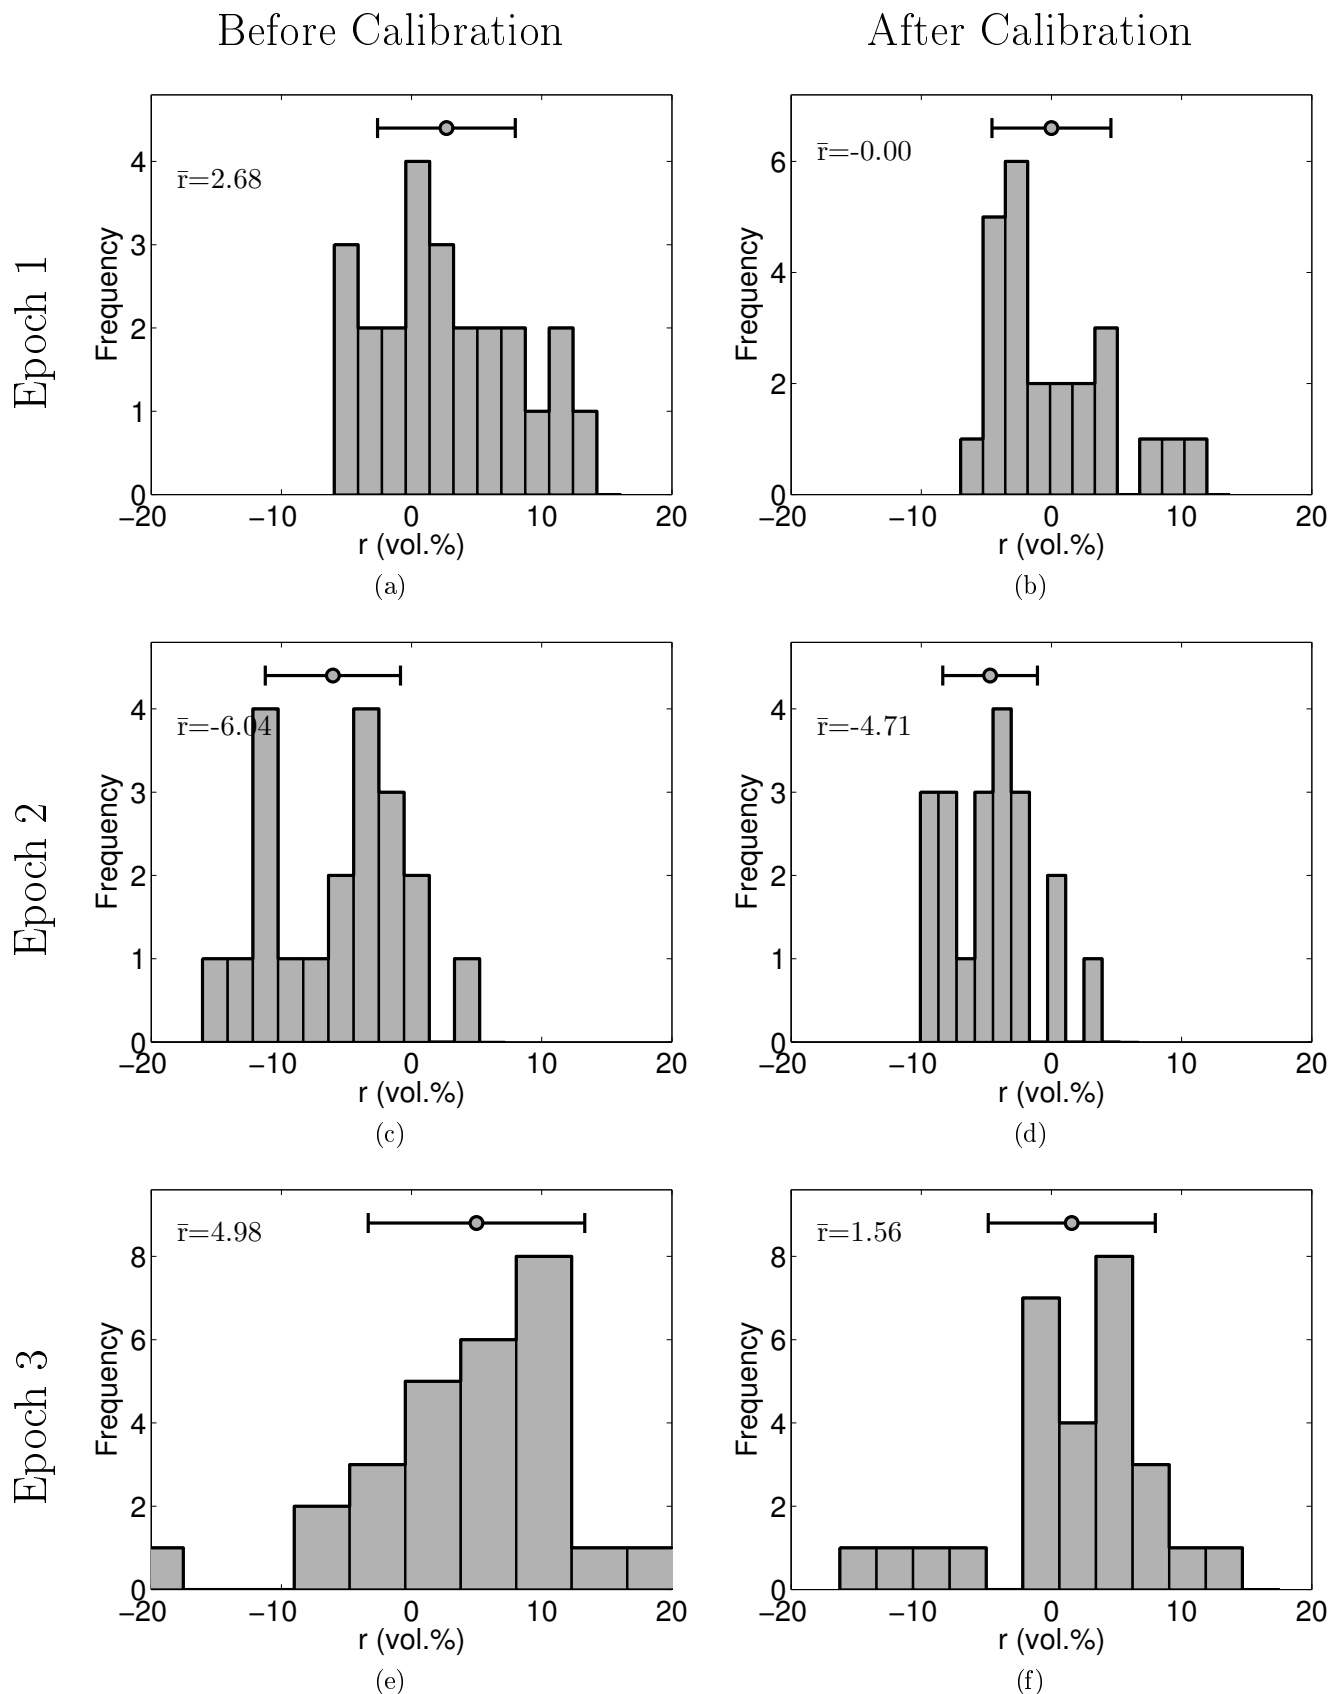 Before Calibration
After Calibration
Epoch 1
r̄=2.68
Frequency
4
3
2
1
0
−20 −10 0 10 20
r (vol.%)
(a)
r̄=-0.00
Frequency
6
4
2
0
−20 −10 0 10 20
r (vol.%)
(b)
Epoch 2
r̄=-6.04
Frequency
4
3
2
1
0
−20 −10 0 10 20
r (vol.%)
(c)
r̄=-4.71
Frequency
4
3
2
1
0
−20 −10 0 10 20
r (vol.%)
(d)
Epoch 3
r̄=4.98
Frequency
8
6
4
2
0
−20 −10 0 10 20
r (vol.%)
(e)
r̄=1.56
Frequency
8
6
4
2
0
−20 −10 0 10 20
r (vol.%)
(f)